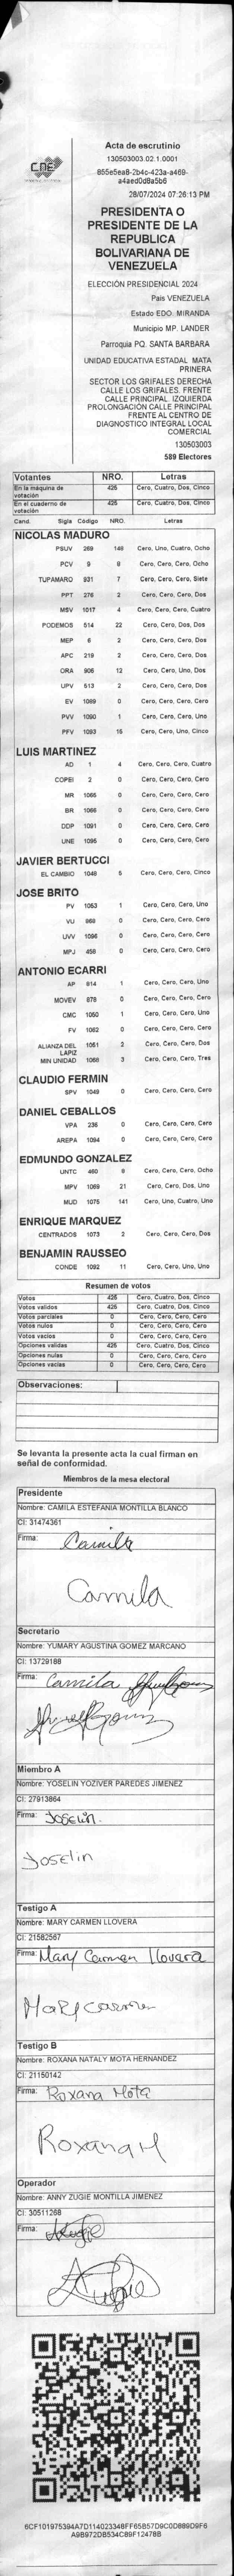 CNE
Acta de escrutinio
130503003.02.1.0001
28/07/2024 07:26:13 PM
PRESIDENTA O
PRESIDENTE DE LA
REPUBLICA
BOLIVARIANA DE
VENEZUELA
ELECCIÓN PRESIDENCIAL 2024
Pais VENEZUELA
Estado EDO. MIRANDA
Municipio MP. LANDER
Parroquia PQ. SANTA BARBARA
UNIDAD EDUCATIVA ESTADAL MATA
PRINERA
SECTOR LOS GRIFALES DERECHA
CALLE LOS GRIFALES. FRENTE
CALLE PRINCIPAL. IZQUIERDA
PROLONGACIÓN CALLE PRINCIPAL
FRENTE AL CENTRO DE
DIAGNOSTICO INTEGRAL LOCAL
COMERCIAL
130503003
589 Electores
Votantes NRO. Letras
En la máquina de votación 425 Cero, Cuatro, Dos, Cinco
En el cuaderno de votación 425 Cero, Cuatro, Dos, Cinco
Cand. Sigla Código NRO. Letras
NICOLAS MADURO
PSUV 269 148 Cero, Uno, Cuatro, Ocho
PCV 9 8 Cero, Cero, Cero, Ocho
TUPAMARO 931 7 Cero, Cero, Cero, Siete
PPT 276 2 Cero, Cero, Cero, Dos
MSV 1017 4 Cero, Cero, Cero, Cuatro
PODEMOS 514 22 Cero, Cero, Dos, Dos
MEP 6 2 Cero, Cero, Cero, Dos
APC 219 2 Cero, Cero, Cero, Dos
ORA 906 12 Cero, Cero, Uno, Dos
UPV 513 2 Cero, Cero, Cero, Dos
EV 1089 0 Cero, Cero, Cero, Cero
PVV 1090 1 Cero, Cero, Cero, Uno
PFV 1093 15 Cero, Cero, Uno, Cinco
LUIS MARTINEZ
AD 1 4 Cero, Cero, Cero, Cuatro
COPEI 2 0 Cero, Cero, Cero, Cero
MR 1065 0 Cero, Cero, Cero, Cero
BR 1066 0 Cero, Cero, Cero, Cero
DDP 1091 0 Cero, Cero, Cero, Cero
UNE 1095 0 Cero, Cero, Cero, Cero
JAVIER BERTUCCI
EL CAMBIO 1048 5 Cero, Cero, Cero, Cinco
JOSE BRITO
PV 1053 1 Cero, Cero, Cero, Uno
VU 968 0 Cero, Cero, Cero, Cero
UVV 1096 0 Cero, Cero, Cero, Cero
MPJ 458 0 Cero, Cero, Cero, Cero
ANTONIO ECARRI
AP 814 1 Cero, Cero, Cero, Uno
MOVEV 878 0 Cero, Cero, Cero, Cero
CMC 1050 1 Cero, Cero, Cero, Uno
FV 1082 0 Cero, Cero, Cero, Cero
ALIANZA DEL LAPIZ 1051 2 Cero, Cero, Cero, Dos
MIN UNIDAD 1068 3 Cero, Cero, Cero, Tres
CLAUDIO FERMIN
SPV 1049 0 Cero, Cero, Cero, Cero
DANIEL CEBALLOS
VPA 236 0 Cero, Cero, Cero, Cero
AREPA 1094 0 Cero, Cero, Cero, Cero
EDMUNDO GONZALEZ
UNTC 460 8 Cero, Cero, Cero, Ocho
MPV 1069 21 Cero, Cero, Dos, Uno
MUD 1075 141 Cero, Uno, Cuatro, Uno
ENRIQUE MARQUEZ
CENTRADOS 1073 2 Cero, Cero, Cero, Dos
BENJAMIN RAUSSEO
CONDE 1092 11 Cero, Cero, Uno, Uno
Resumen de votos
Votos 425 Cero, Cuatro, Dos, Cinco
Votos validos 425 Cero, Cuatro, Dos, Cinco
Votos parciales 0 Cero, Cero, Cero, Cero
Votos nulos 0 Cero, Cero, Cero, Cero
Votos vacios 0 Cero, Cero, Cero, Cero
Opciones validas 425 Cero, Cuatro, Dos, Cinco
Opciones nulas 0 Cero, Cero, Cero, Cero
Opciones vacias 0 Cero, Cero, Cero, Cero
Observaciones:
Se levanta la presente acta la cual firman en
señal de conformidad.
Miembros de la mesa electoral
Presidente
Nombre: CAMILA ESTEFANIA MONTILLA BLANCO
CI: 31474361
Firma: Camila
Camila
Secretario
Nombre: YUMARY AGUSTINA GOMEZ MARCANO
CI: 13729188
Firma: Camila
Miembro A
Nombre: YOSELIN YOZIVER PAREDES JIMENEZ
CI: 27913864
Firma: Joselin.
Joselin
Testigo A
Nombre: MARY CARMEN LLOVERA
CI: 21582567
Firma: Mary Carmen Llovera
Mary Carmen
Testigo B
Nombre: ROXANA NATALY MOTA HERNANDEZ
CI: 21150142
Firma: Roxana Mota
Roxana M
Operador
Nombre: ANNY ZUGIE MONTILLA JIMENEZ
CI: 30511268
Firma: